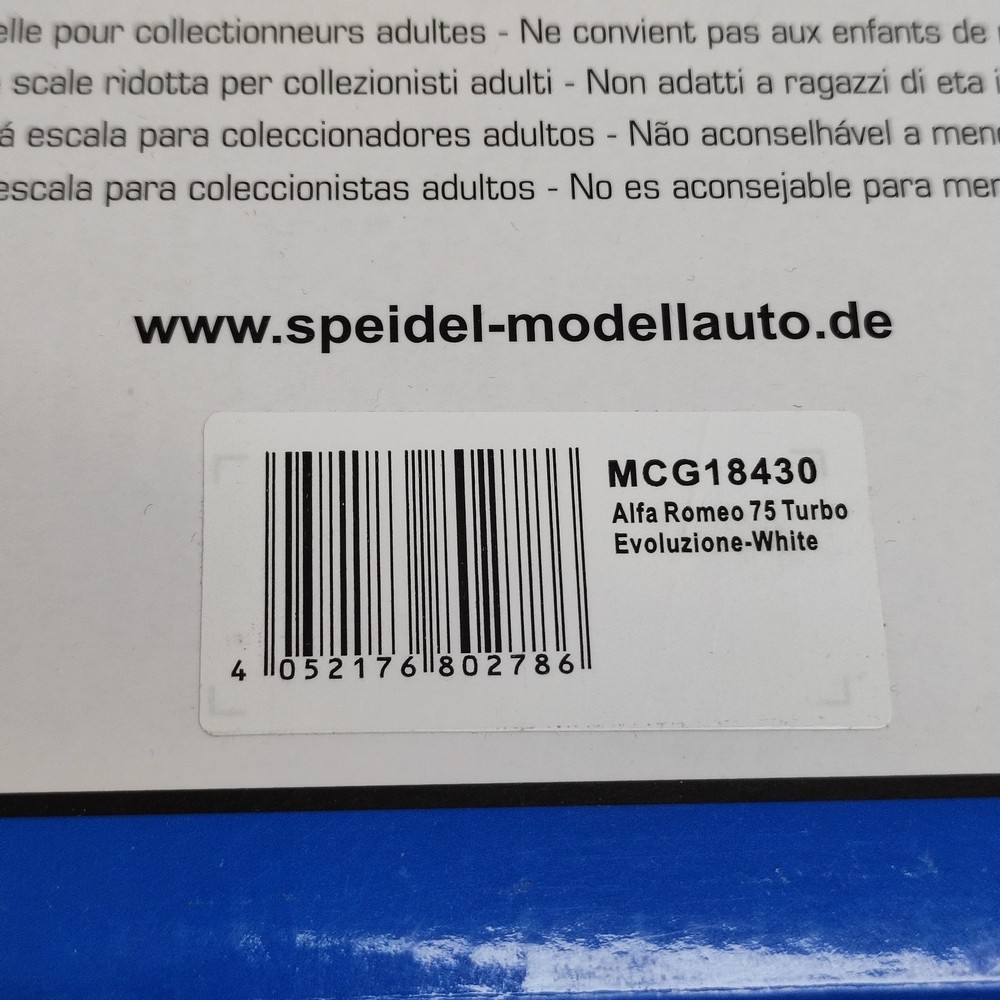 elle pour collectionneurs adultes - Ne convient pas aux enfants de
scale ridotta per collezionisti adulti - Non adatti a ragazzi di eta i
á escala para coleccionadores adultos - Não aconselhável a men
escala para coleccionistas adultos - No es aconsejable para mer
www.speidel-modellauto.de
MCG18430
Alfa Romeo 75 Turbo
Evoluzione-White
4 052176 802786